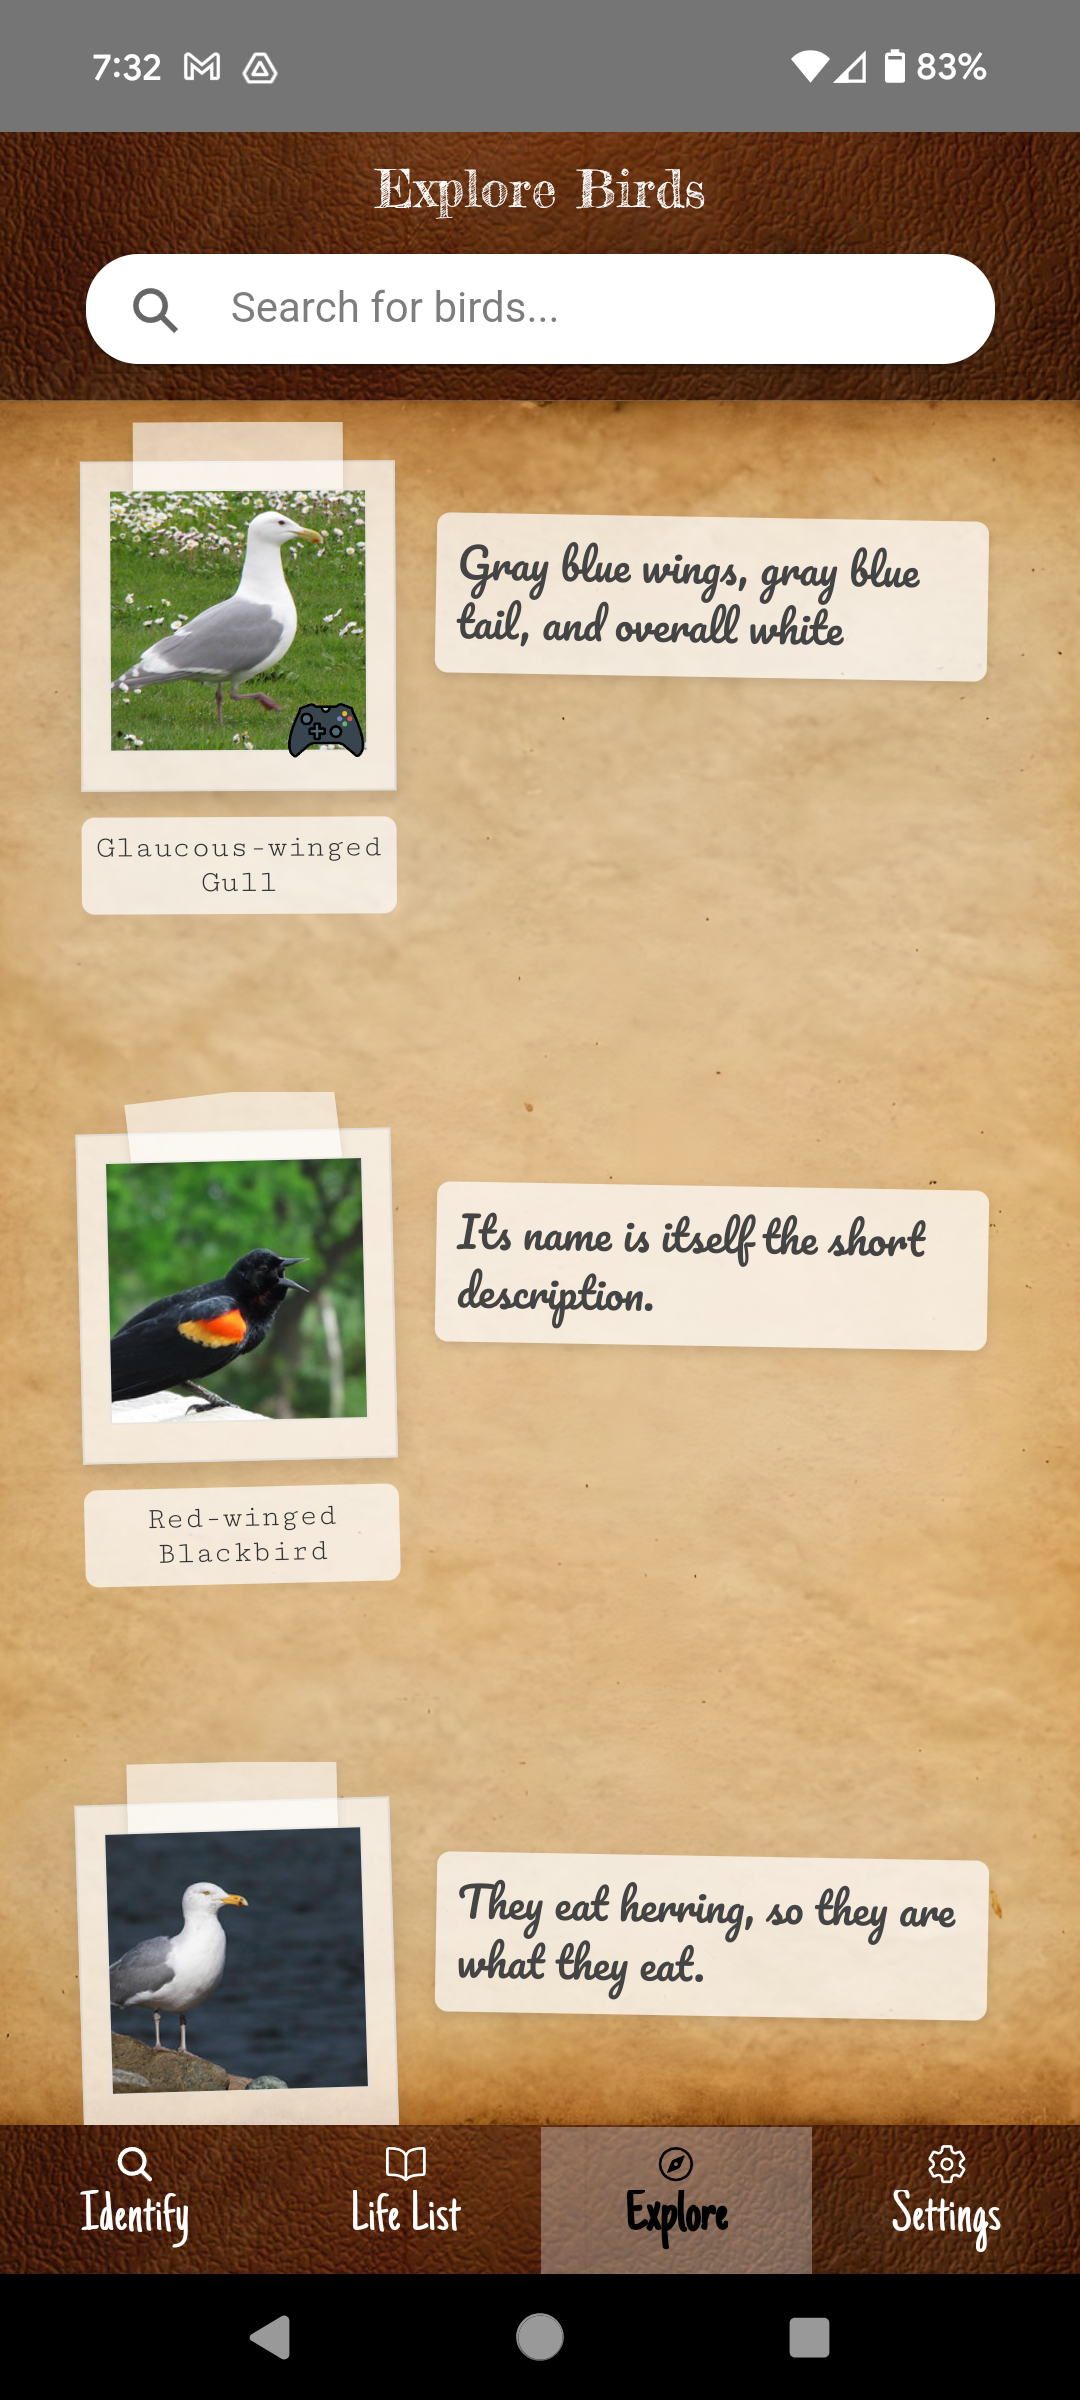 7:32
83%
Explore Birds
Search for birds...
Gray blue wings, gray blue
tail, and overall white
Glaucous-winged
Gull
Its name is itself the short
description.
Red-winged
Blackbird
They eat herring, so they are
what they eat.
Identify
Life List
Explore
Settings